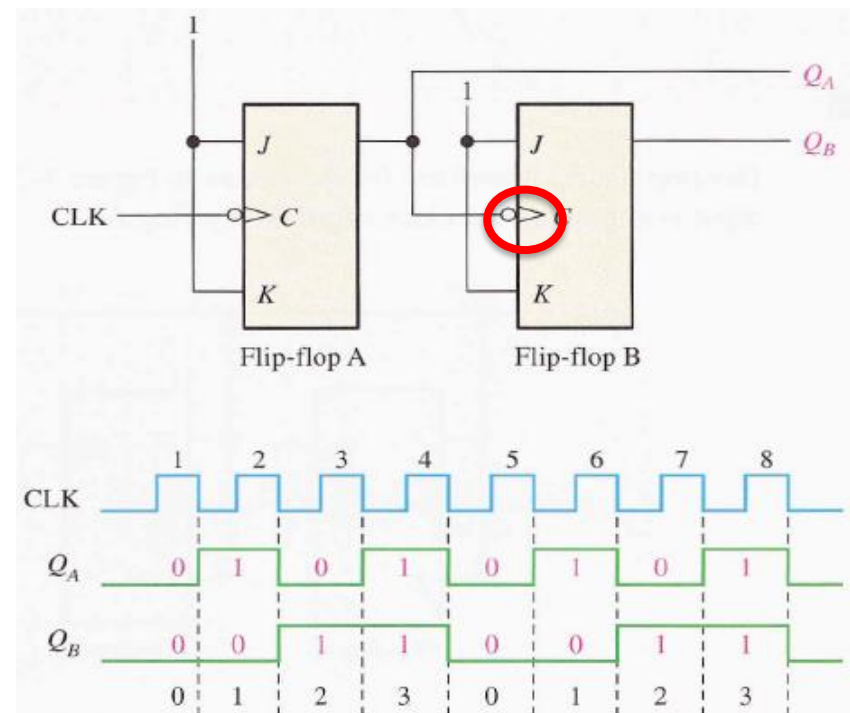 1
Q_A
1
J
J
Q_B
CLK
C
C
K
K
Flip-flop A
Flip-flop B
1 2 3 4 5 6 7 8
CLK
Q_A 0 1 0 1 0 1 0 1
Q_B 0 0 1 1 0 0 1 1
0 1 2 3 0 1 2 3